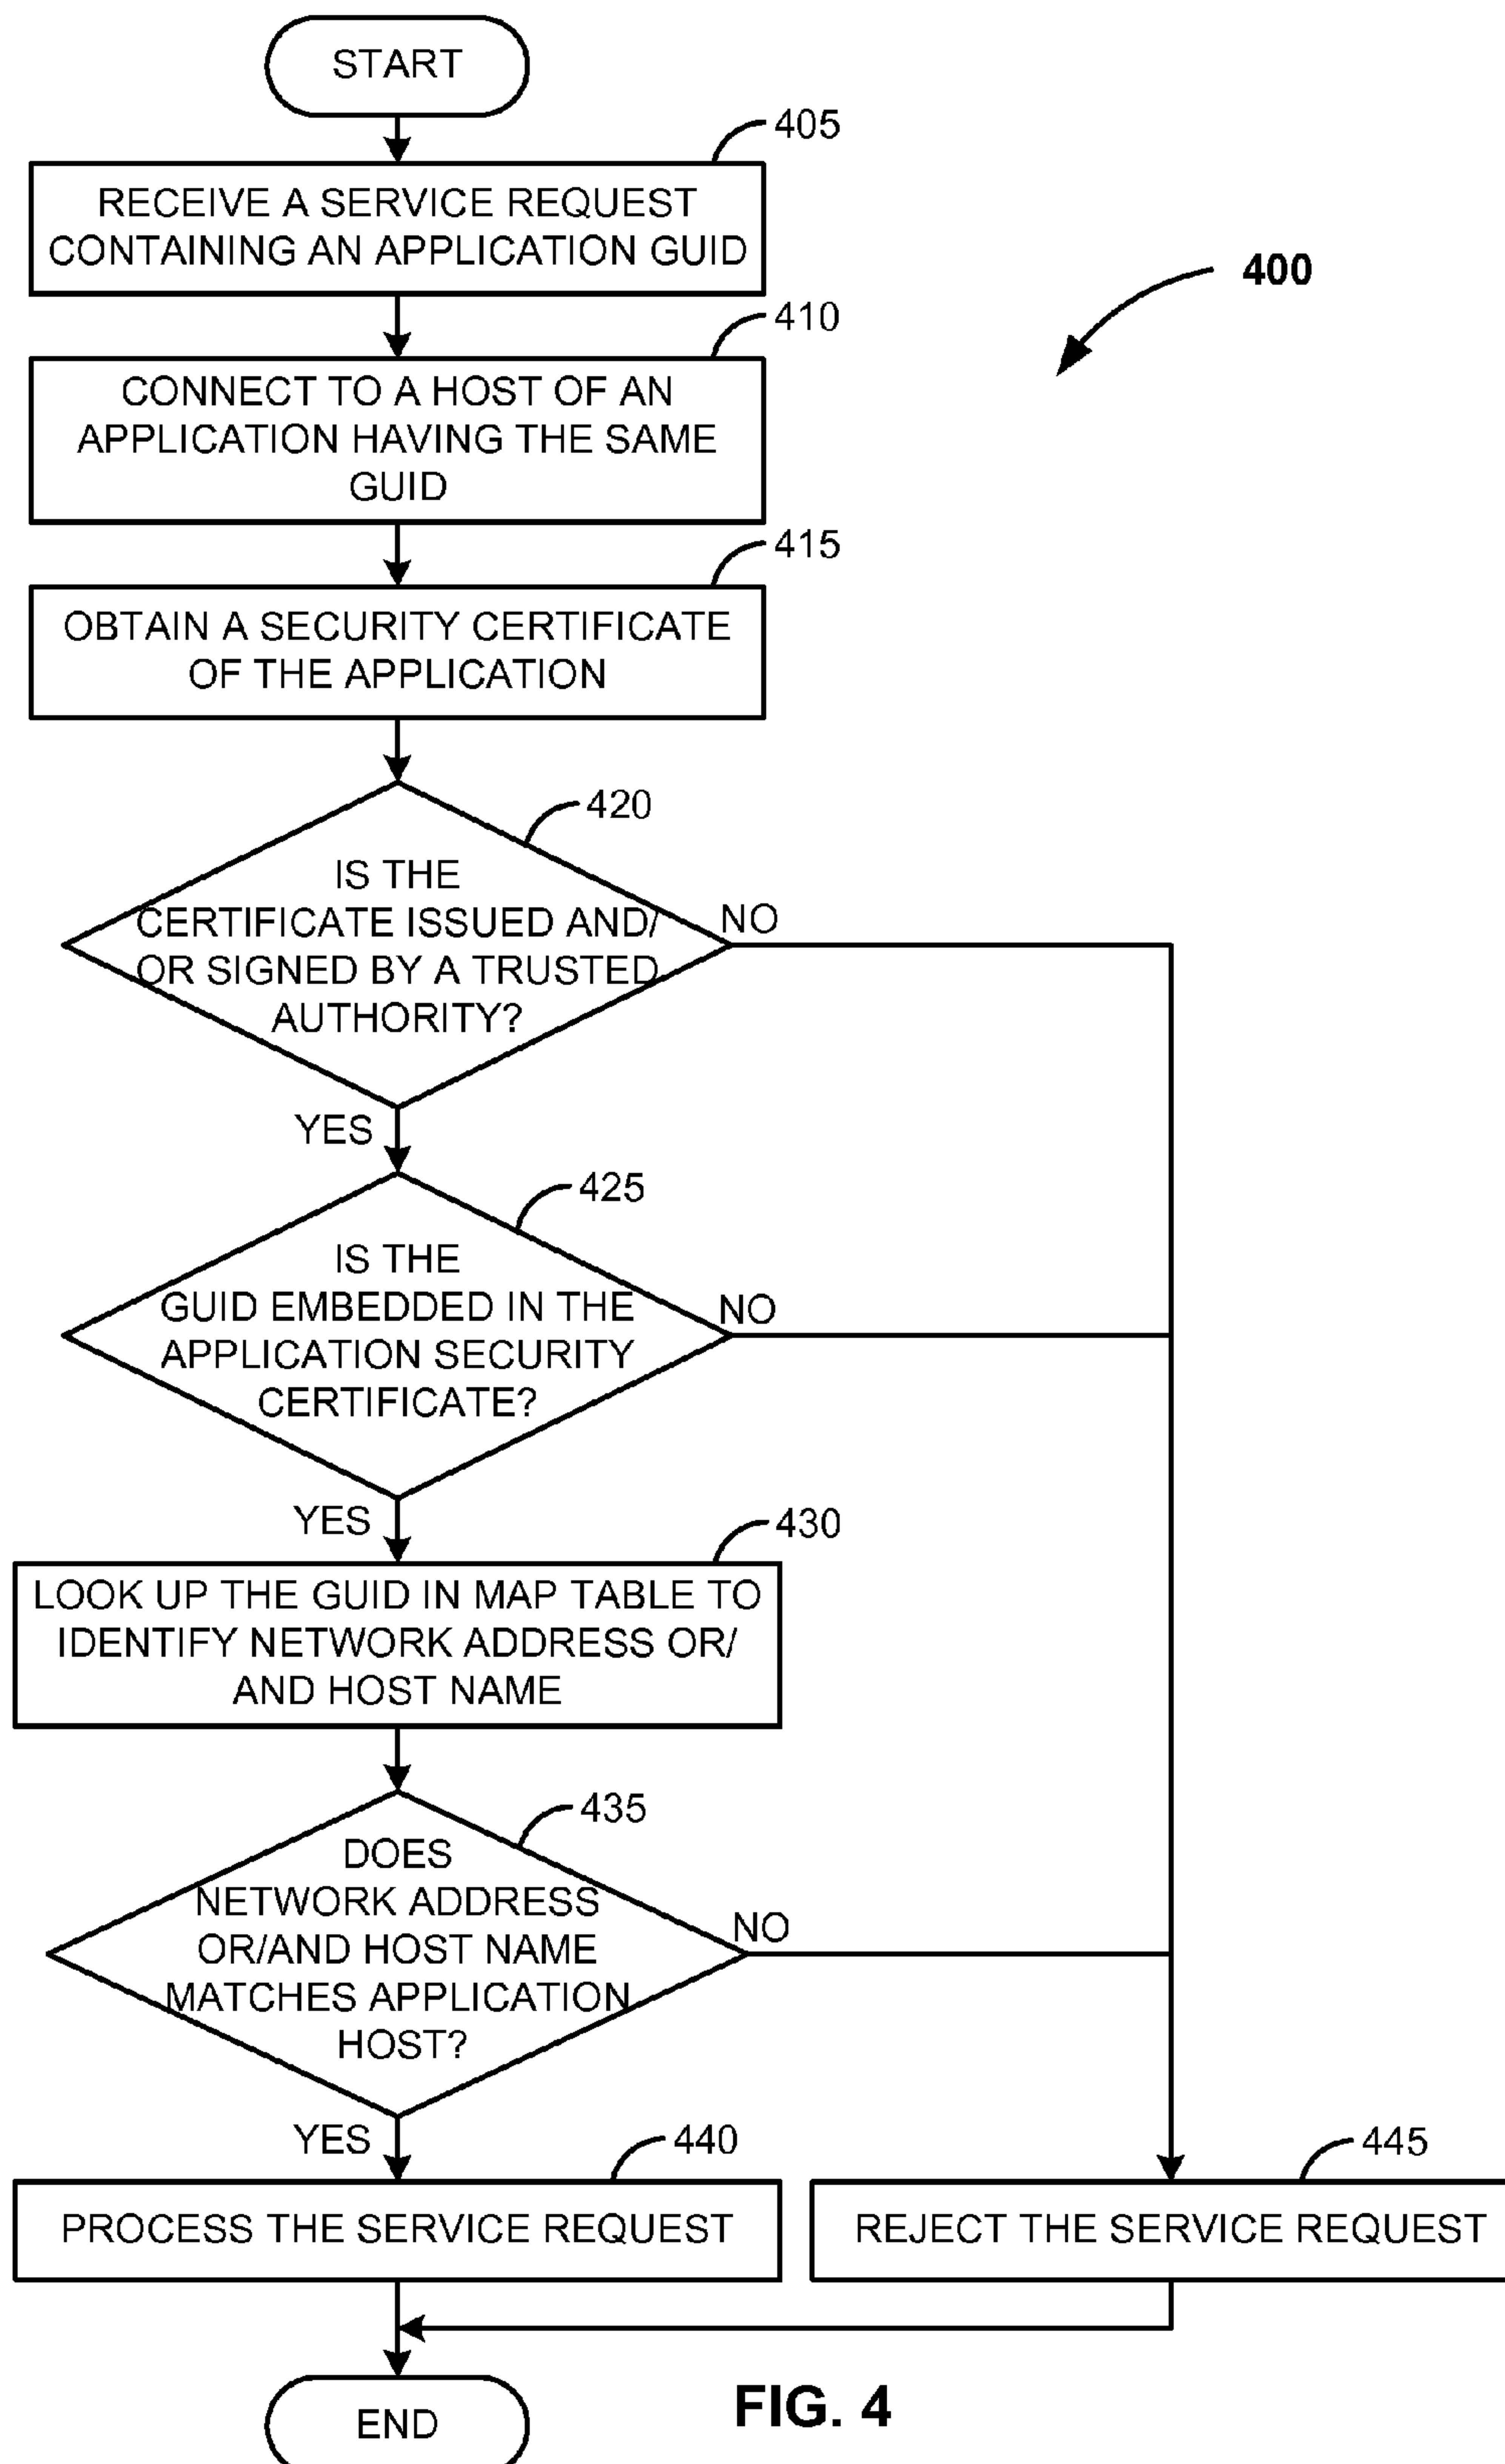 START
405
RECEIVE A SERVICE REQUEST
CONTAINING AN APPLICATION GUID
400
410
CONNECT TO A HOST OF AN
APPLICATION HAVING THE SAME
GUID
415
OBTAIN A SECURITY CERTIFICATE
OF THE APPLICATION
420
IS THE
CERTIFICATE ISSUED AND/
OR SIGNED BY A TRUSTED
AUTHORITY?
NO
YES
425
IS THE
GUID EMBEDDED IN THE
APPLICATION SECURITY
CERTIFICATE?
NO
YES
430
LOOK UP THE GUID IN MAP TABLE TO
IDENTIFY NETWORK ADDRESS OR/
AND HOST NAME
435
DOES
NETWORK ADDRESS
OR/AND HOST NAME
MATCHES APPLICATION
HOST?
NO
YES
440
445
PROCESS THE SERVICE REQUEST
REJECT THE SERVICE REQUEST
END
FIG. 4